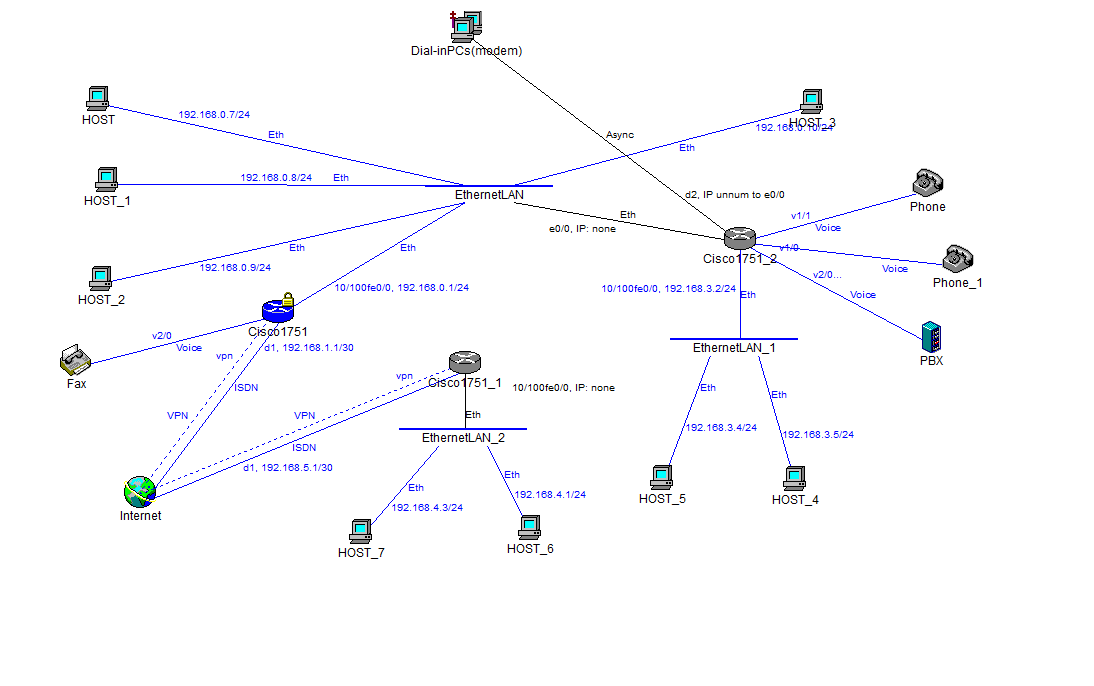 Dial-inPCs(modem)
HOST
192.168.0.7/24
Eth
HOST_3
192.168.0.10/24
Eth
Async
HOST_1
192.168.0.8/24
Eth
EthernetLAN
d2, IP unnum to e0/0
Phone
v1/1
Voice
Eth
e0/0, IP: none
Cisco1751_2
v1/0
Voice
Phone_1
HOST_2
Eth
192.168.0.9/24
Eth
10/100fe0/0, 192.168.0.1/24
10/100fe0/0, 192.168.3.2/24
Eth
v2/0...
Voice
PBX
Cisco1751
v2/0
Voice
Fax
vpn
d1, 192.168.1.1/30
ISDN
VPN
EthernetLAN_1
vpn
Cisco1751_1
10/100fe0/0, IP: none
Eth
VPN
ISDN
d1, 192.168.5.1/30
Internet
EthernetLAN_2
Eth
192.168.4.3/24
HOST_7
Eth
192.168.4.1/24
HOST_6
Eth
192.168.3.4/24
HOST_5
Eth
192.168.3.5/24
HOST_4